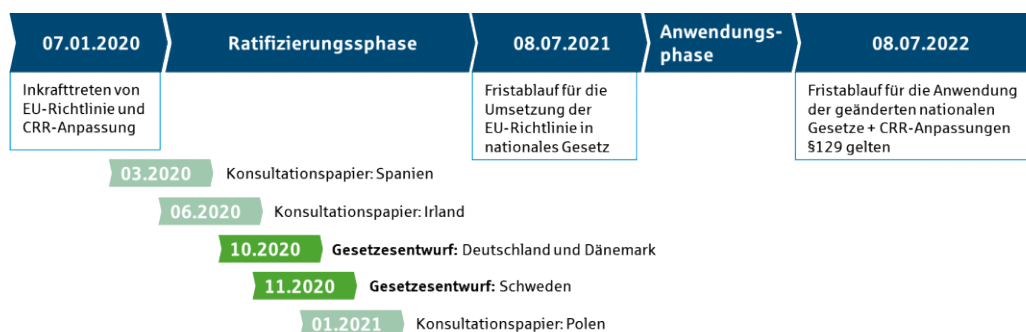 07.01.2020
Ratifizierungssphase
08.07.2021
Anwendungs-
phase
08.07.2022
Inkrafttreten von
EU-Richtlinie und
CRR-Anpassung
Fristablauf für die
Umsetzung der
EU-Richtlinie in
nationales Gesetz
Fristablauf für die Anwendung
der geänderten nationalen
Gesetze + CRR-Anpassungen
§129 gelten
03.2020 Konsultationspapier: Spanien
06.2020 Konsultationspapier: Irland
10.2020 Gesetzesentwurf: Deutschland und Dänemark
11.2020 Gesetzesentwurf: Schweden
01.2021 Konsultationspapier: Polen